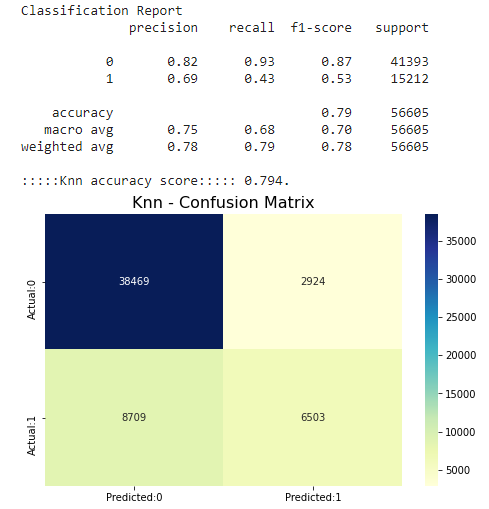 Classification Report
precision recall f1-score support
0 0.82 0.93 0.87 41393
1 0.69 0.43 0.53 15212
accuracy 0.79 56605
macro avg 0.75 0.68 0.70 56605
weighted avg 0.78 0.79 0.78 56605
:::::Knn accuracy score::::: 0.794.
Knn - Confusion Matrix
Actual:0
38469 2924
Actual:1
8709 6503
Predicted:0 Predicted:1
35000
30000
25000
20000
15000
10000
5000